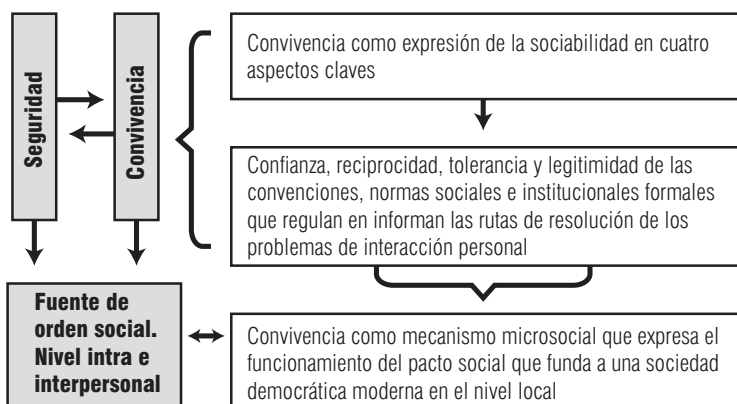 Seguridad
Convivencia
Convivencia como expresión de la sociabilidad en cuatro
aspectos claves
Confianza, reciprocidad, tolerancia y legitimidad de las
convenciones, normas sociales e institucionales formales
que regulan en informan las rutas de resolución de los
problemas de interacción personal
Fuente de
orden social.
Nivel intra e
interpersonal
Convivencia como mecanismo microsocial que expresa el
funcionamiento del pacto social que funda a una sociedad
democrática moderna en el nivel local